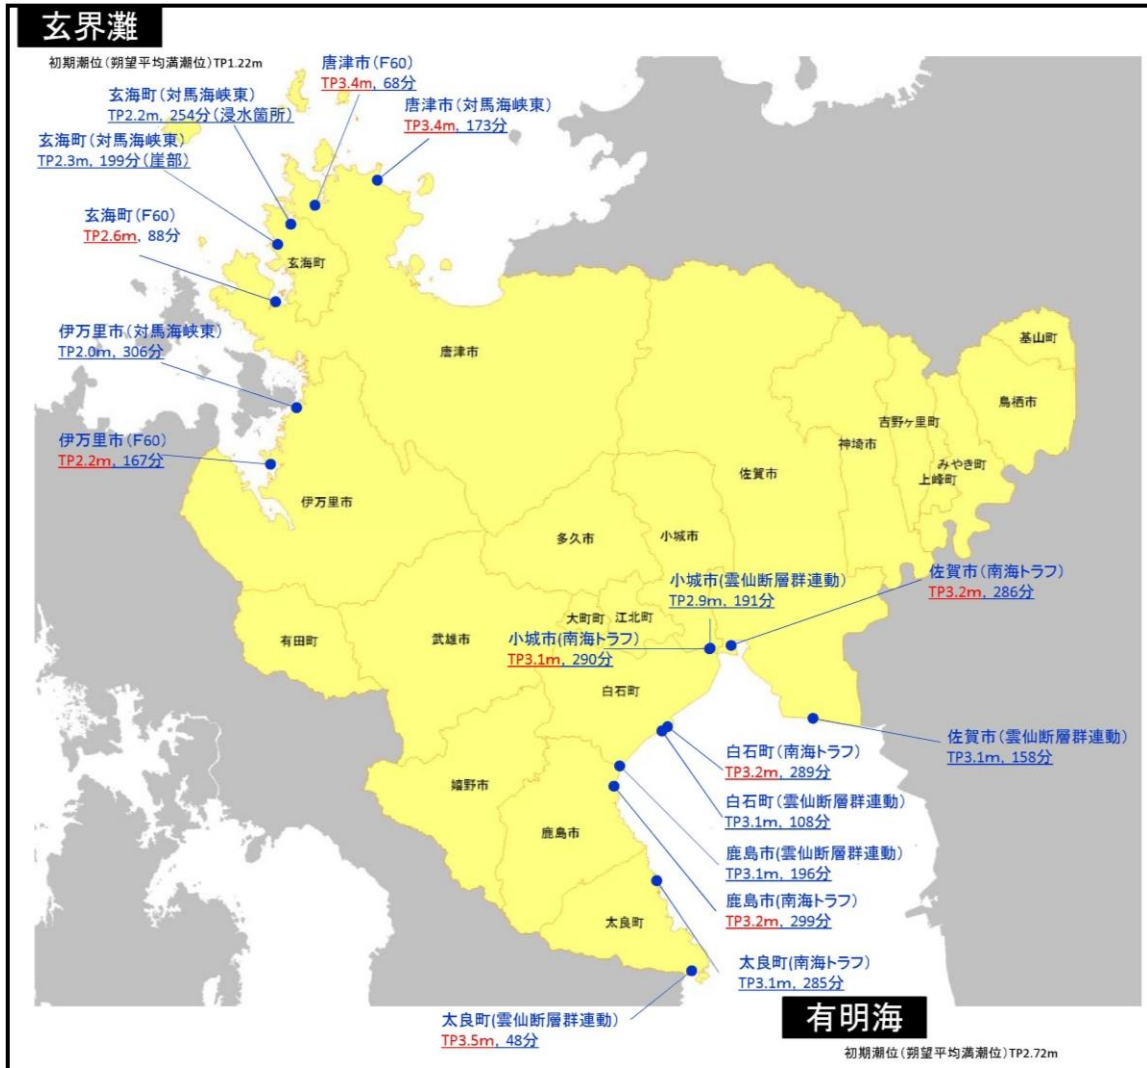 玄界灘
初期潮位(朔望平均満潮位)TP1.22m
唐津市(F60)
TP3.4m, 68分
玄海町(対馬海峡東)
TP2.2m, 254分(浸水箇所)
唐津市(対馬海峡東)
TP3.4m, 173分
玄海町(対馬海峡東)
TP2.3m, 199分(崖部)
玄海町(F60)
TP2.6m, 88分
玄海町
伊万里市(対馬海峡東)
TP2.0m, 306分
唐津市
基山町
鳥栖市
吉野ヶ里町
神埼市
みやき町
上峰町
佐賀市
伊万里市(F60)
TP2.2m, 167分
伊万里市
多久市
小城市
小城市(雲仙断層群連動)
TP2.9m, 191分
佐賀市(南海トラフ)
TP3.2m, 286分
大町町
江北町
有田町
武雄市
小城市(南海トラフ)
TP3.1m, 290分
白石町
佐賀市(雲仙断層群連動)
TP3.1m, 158分
白石町(南海トラフ)
TP3.2m, 289分
嬉野市
白石町(雲仙断層群連動)
TP3.1m, 108分
鹿島市
鹿島市(雲仙断層群連動)
TP3.1m, 196分
鹿島市(南海トラフ)
TP3.2m, 299分
太良町
太良町(南海トラフ)
TP3.1m, 285分
太良町(雲仙断層群連動)
TP3.5m, 48分
有明海
初期潮位(朔望平均満潮位)TP2.72m